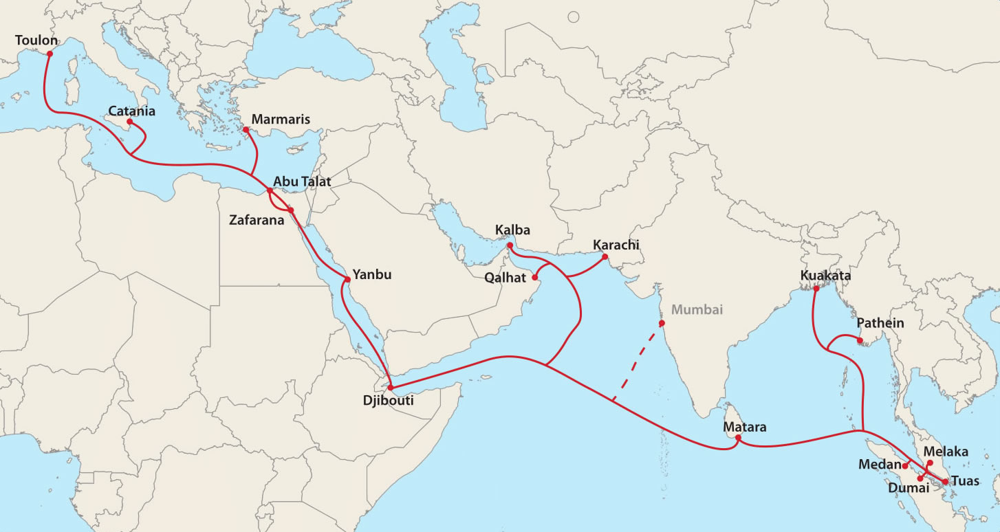 Toulon
Catania
Marmaris
Abu Talat
Zafarana
Kalba
Karachi
Yanbu
Qalhat
Kuakata
Mumbai
Pathein
Djibouti
Matara
Melaka
Medan
Tuas
Dumai